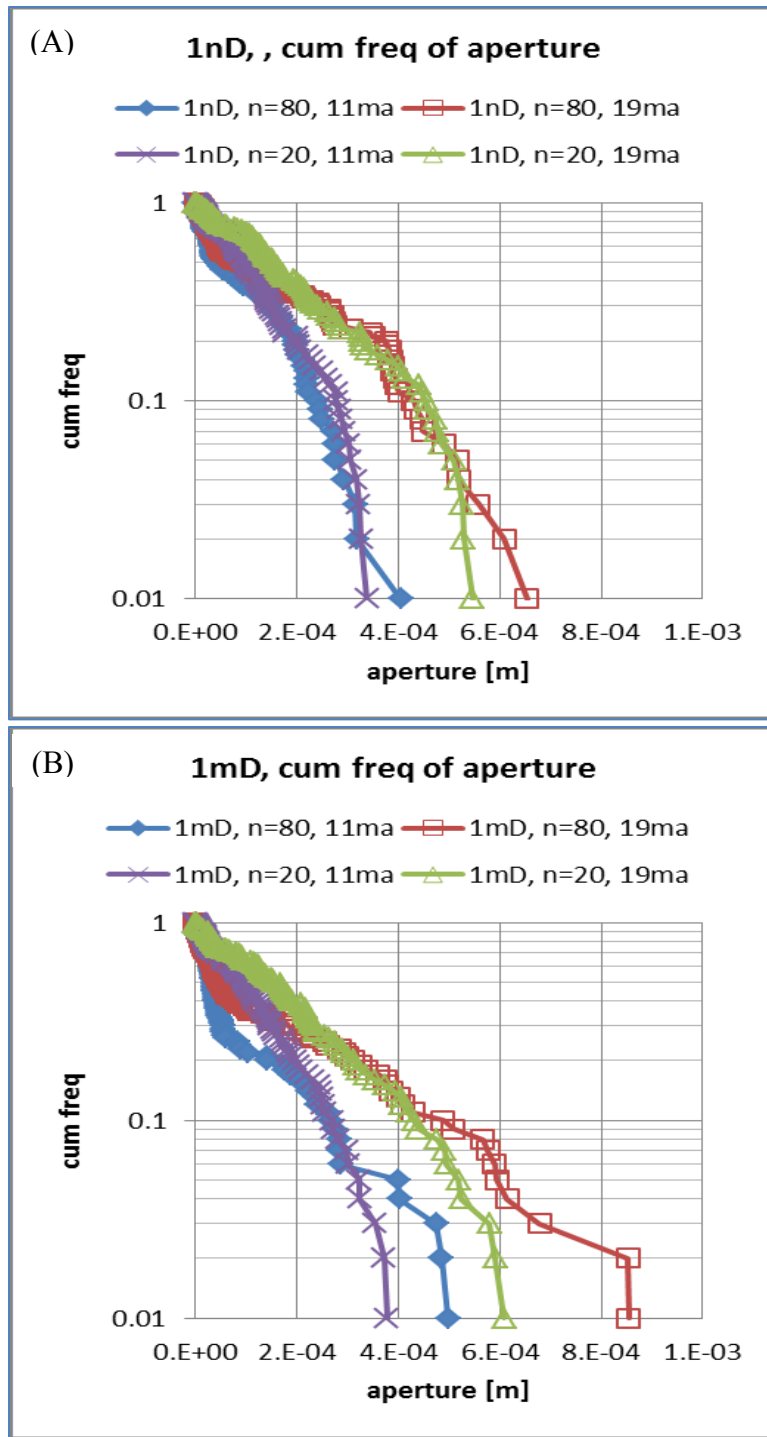 (A)
1nD, , cum freq of aperture
1nD, n=80, 11ma 1nD, n=80, 19ma
1nD, n=20, 11ma 1nD, n=20, 19ma
1
0.1
0.01
cum freq
0.E+00 2.E-04 4.E-04 6.E-04 8.E-04 1.E-03
aperture [m]
(B)
1mD, cum freq of aperture
1mD, n=80, 11ma 1mD, n=80, 19ma
1mD, n=20, 11ma 1mD, n=20, 19ma
1
0.1
0.01
cum freq
0.E+00 2.E-04 4.E-04 6.E-04 8.E-04 1.E-03
aperture [m]